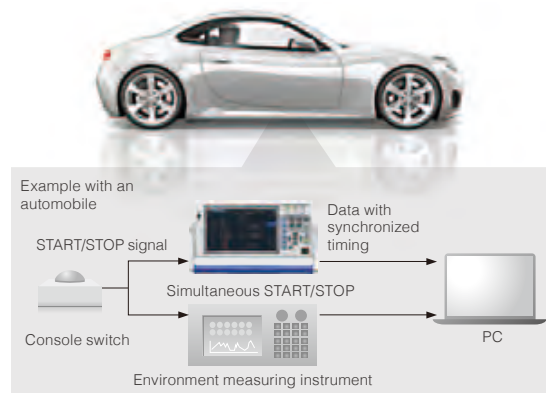 Example with an
automobile
START/STOP signal
Data with
synchronized
timing
Simultaneous START/STOP
Console switch
PC
Environment measuring instrument